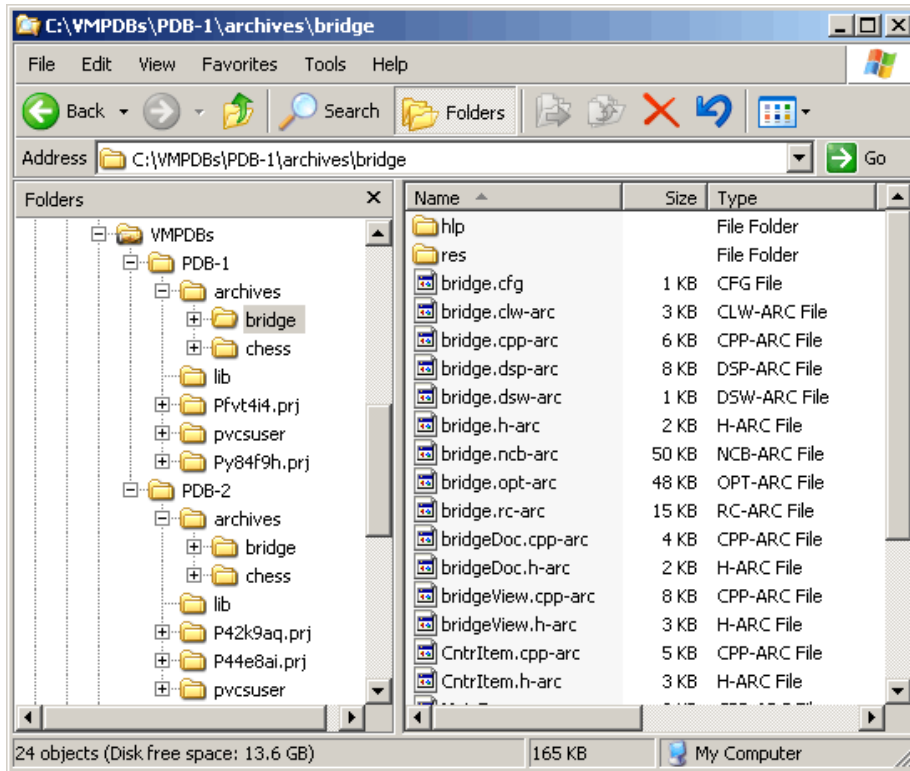 C:\VMPDBs\PDB-1\archives\bridge
File Edit View Favorites Tools Help
Back Search Folders
Address C:\VMPDBs\PDB-1\archives\bridge Go
Folders
VMPDBs
PDB-1
archives
bridge
chess
lib
Pfvt4i4.prj
pvcsuser
Py84f9h.prj
PDB-2
archives
bridge
chess
lib
P42k9aq.prj
P44e8ai.prj
pvcsuser
Name Size Type
hlp File Folder
res File Folder
bridge.cfg 1 KB CFG File
bridge.clw-arc 3 KB CLW-ARC File
bridge.cpp-arc 6 KB CPP-ARC File
bridge.dsp-arc 8 KB DSP-ARC File
bridge.dsw-arc 1 KB DSW-ARC File
bridge.h-arc 2 KB H-ARC File
bridge.ncb-arc 50 KB NCB-ARC File
bridge.opt-arc 48 KB OPT-ARC File
bridge.rc-arc 15 KB RC-ARC File
bridgeDoc.cpp-arc 4 KB CPP-ARC File
bridgeDoc.h-arc 2 KB H-ARC File
bridgeView.cpp-arc 8 KB CPP-ARC File
bridgeView.h-arc 3 KB H-ARC File
CntrItem.cpp-arc 5 KB CPP-ARC File
CntrItem.h-arc 3 KB H-ARC File
24 objects (Disk free space: 13.6 GB) 165 KB My Computer